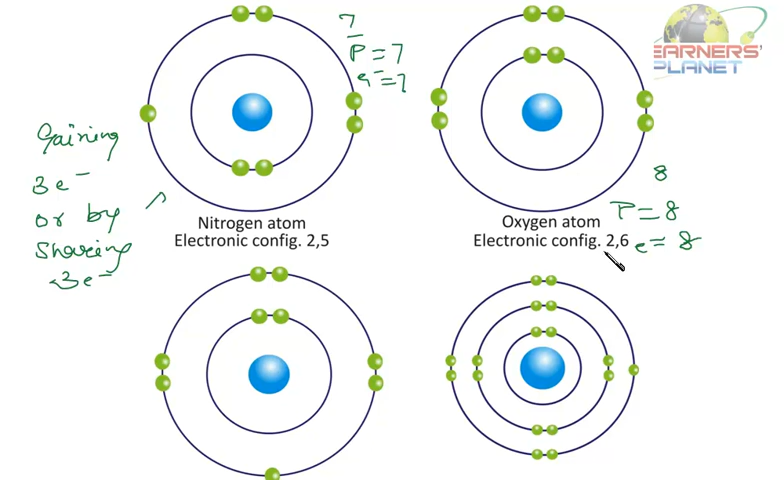 7
P = 7
e = 7
LEARNERS'
PLANET
Gaining
3e-
or by
Sharing
3e-
Nitrogen atom
Electronic config. 2,5
8
P = 8
e = 8
Oxygen atom
Electronic config. 2,6